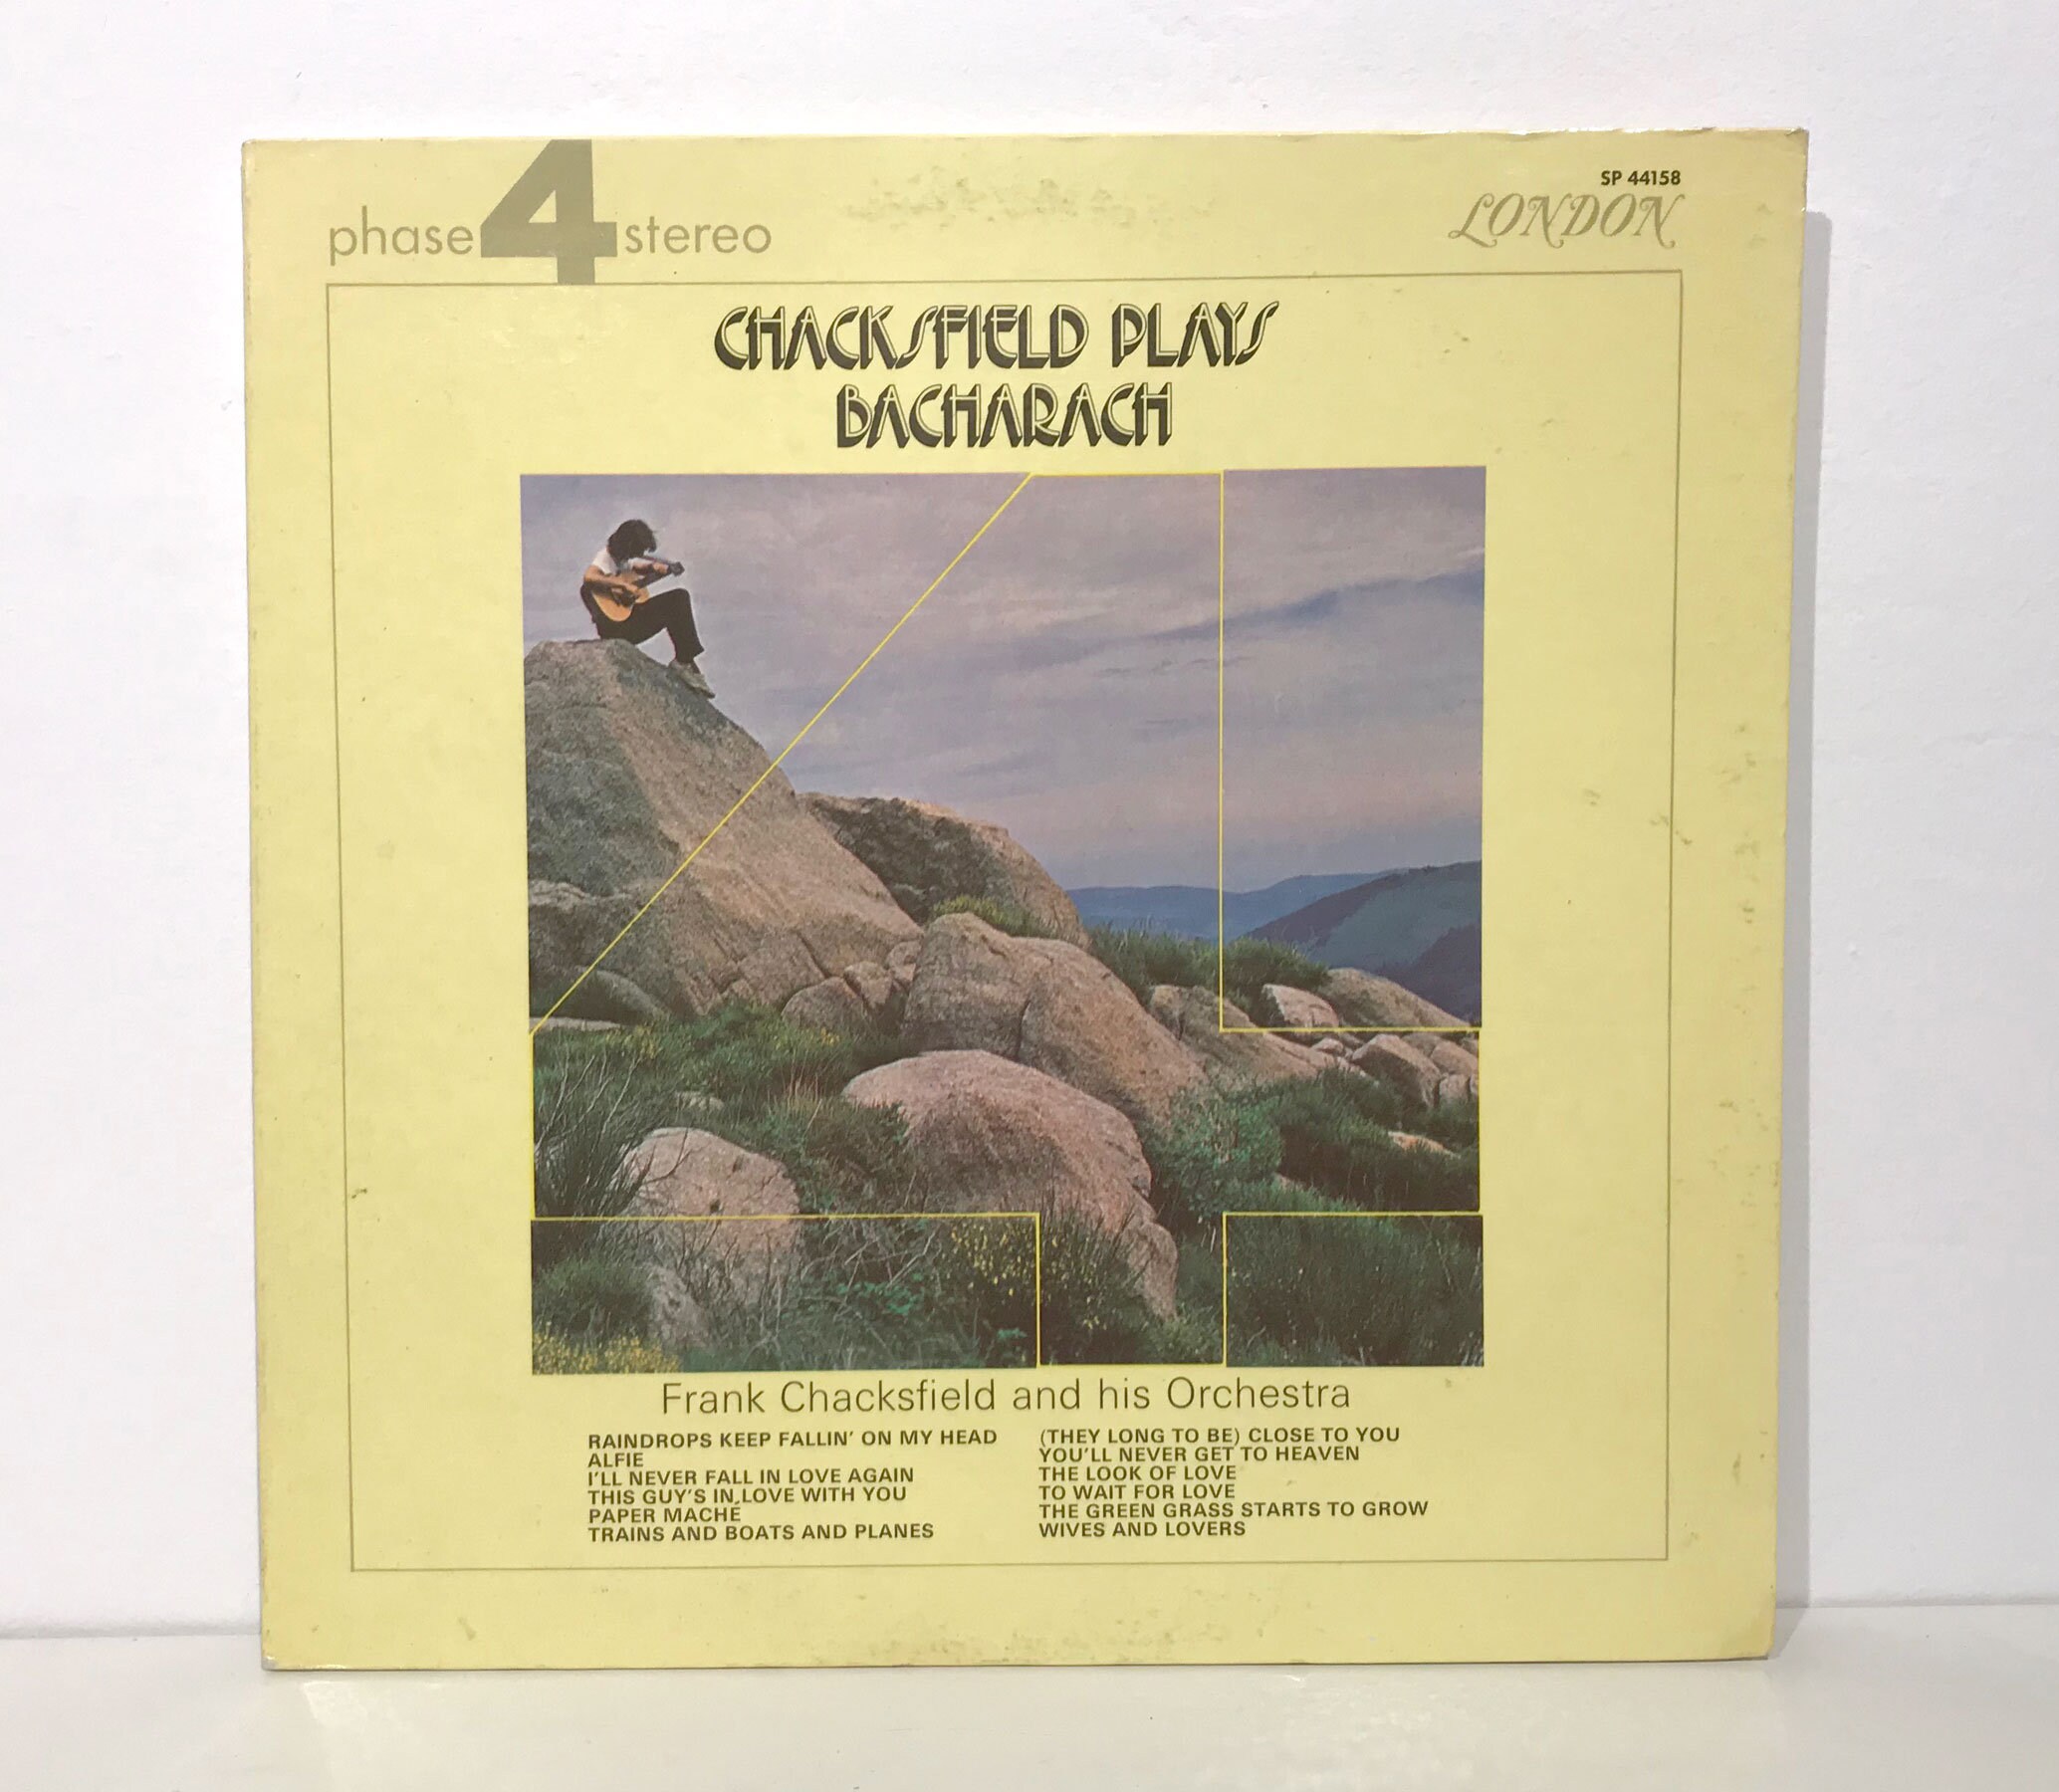 phase 4 stereo
SP 44158
LONDON
CHACKSFIELD PLAYS
BACHARACH
Frank Chacksfield and his Orchestra
RAINDROPS KEEP FALLIN' ON MY HEAD
ALFIE
I'LL NEVER FALL IN LOVE AGAIN
THIS GUY'S IN LOVE WITH YOU
PAPER MACHÉ
TRAINS AND BOATS AND PLANES
(THEY LONG TO BE) CLOSE TO YOU
YOU'LL NEVER GET TO HEAVEN
THE LOOK OF LOVE
TO WAIT FOR LOVE
THE GREEN GRASS STARTS TO GROW
WIVES AND LOVERS